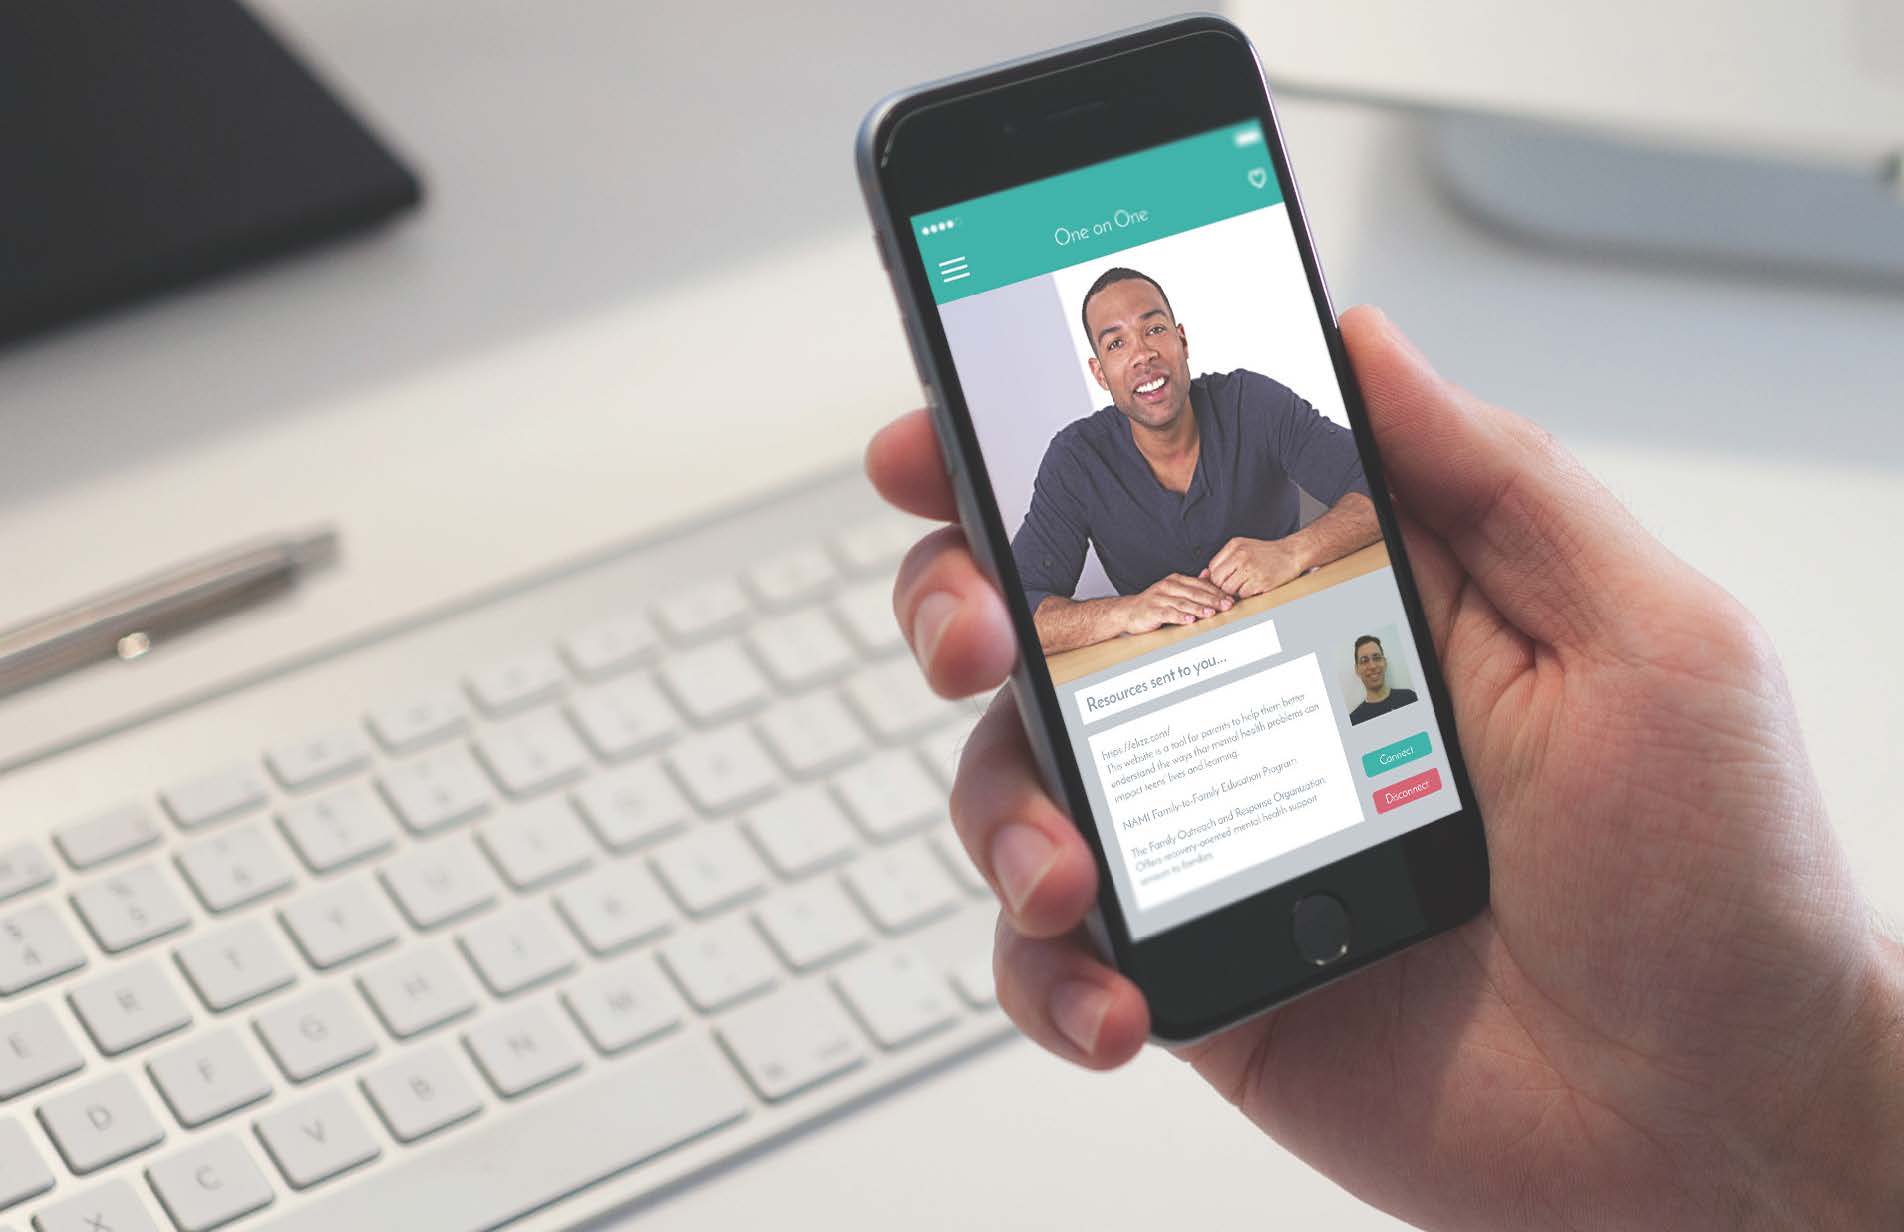 One on One
Resources sent to you...
https://elizz.com/
This website is a tool for parents to help them better
understand the ways that mental health problems can
impact teens' lives and learning.
NAMI Family-to-Family Education Program
The Family Outreach and Response Organization:
Offers recovery-oriented mental health support
to families
Connect
Disconnect
A
E
R
T
Y
D
F
G
H
C
V
B
N
M
X